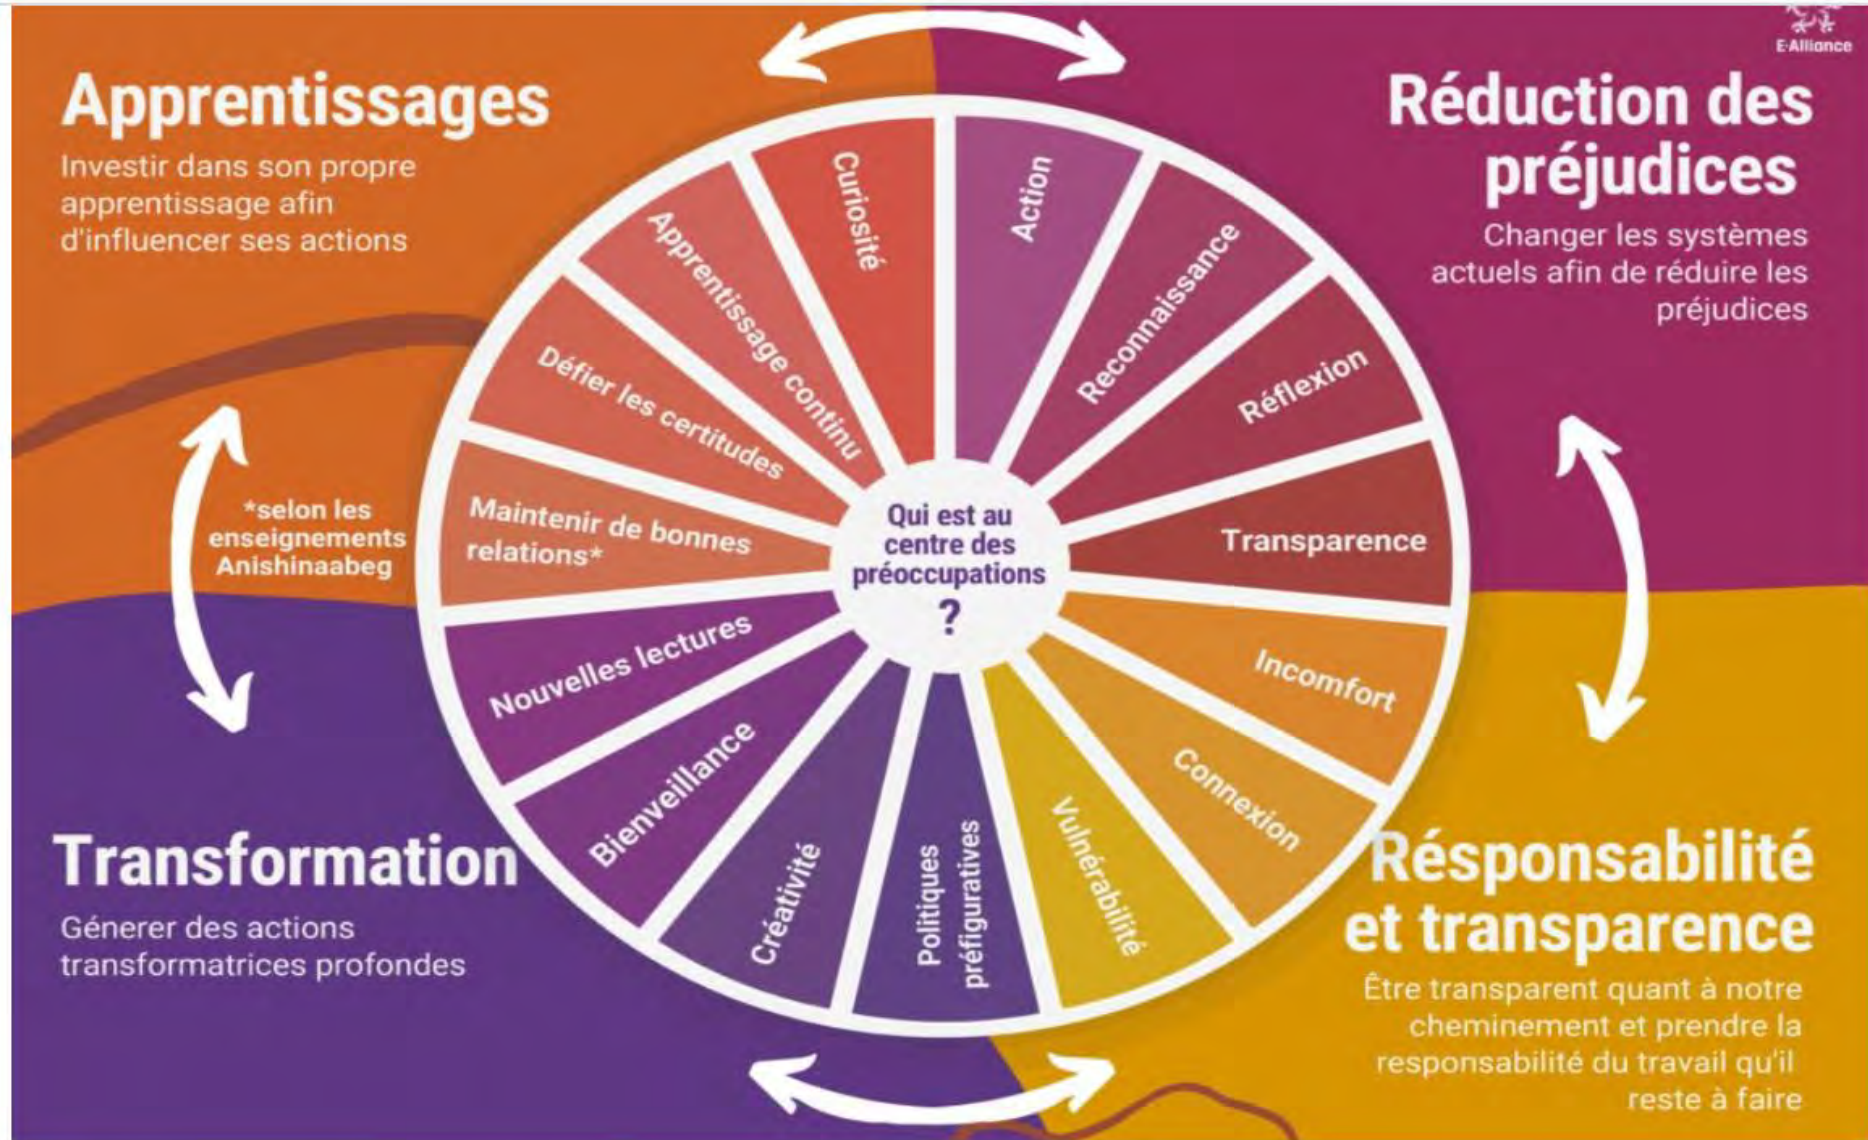 E-Alliance
Apprentissages
Investir dans son propre
apprentissage afin
d'influencer ses actions
Réduction des
préjudices
Changer les systèmes
actuels afin de réduire les
préjudices
Curiosité
Action
Reconnaissance
Réflexion
Transparence
Incomfort
Connexion
Vulnérabilité
Politiques
préfiguratives
Créativité
Bienveillance
Nouvelles lectures
Maintenir de bonnes
relations*
Défier les certitudes
Apprentissage continu
Qui est au
centre des
préoccupations
?
*selon les
enseignements
Anishinaabeg
Transformation
Génerer des actions
transformatrices profondes
Résponsabilité
et transparence
Être transparent quant à notre
cheminement et prendre la
responsabilité du travail qu'il
reste à faire